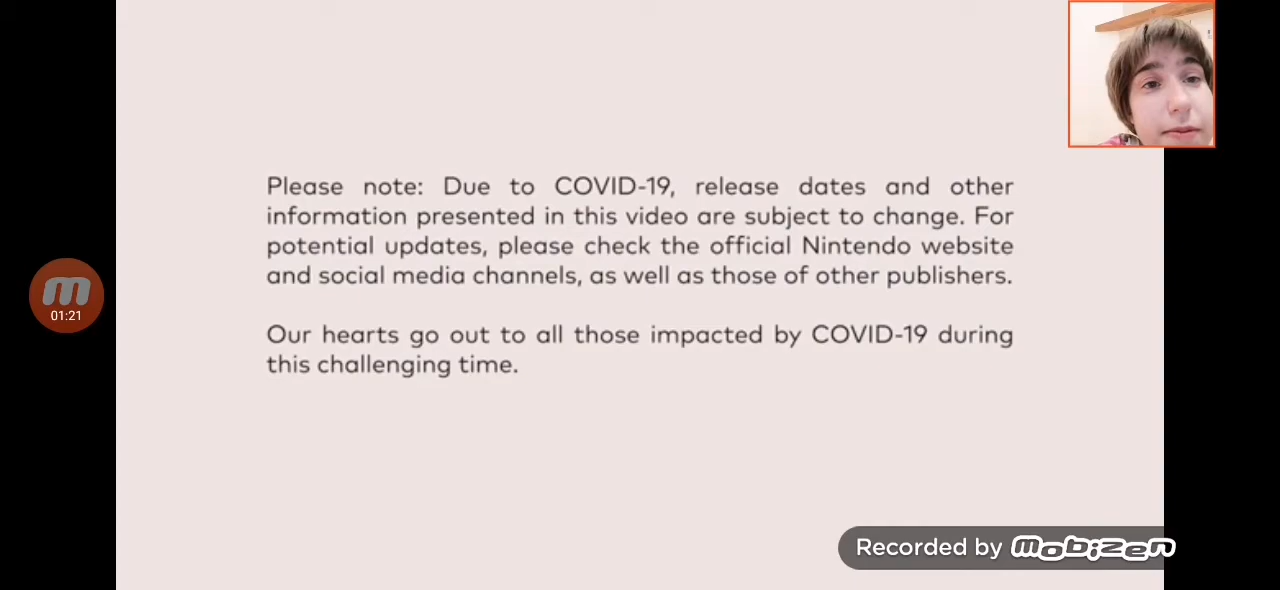 Please note: Due to COVID-19, release dates and other
information presented in this video are subject to change. For
potential updates, please check the official Nintendo website
and social media channels, as well as those of other publishers.
Our hearts go out to all those impacted by COVID-19 during
this challenging time.
01:21
Recorded by mobizen